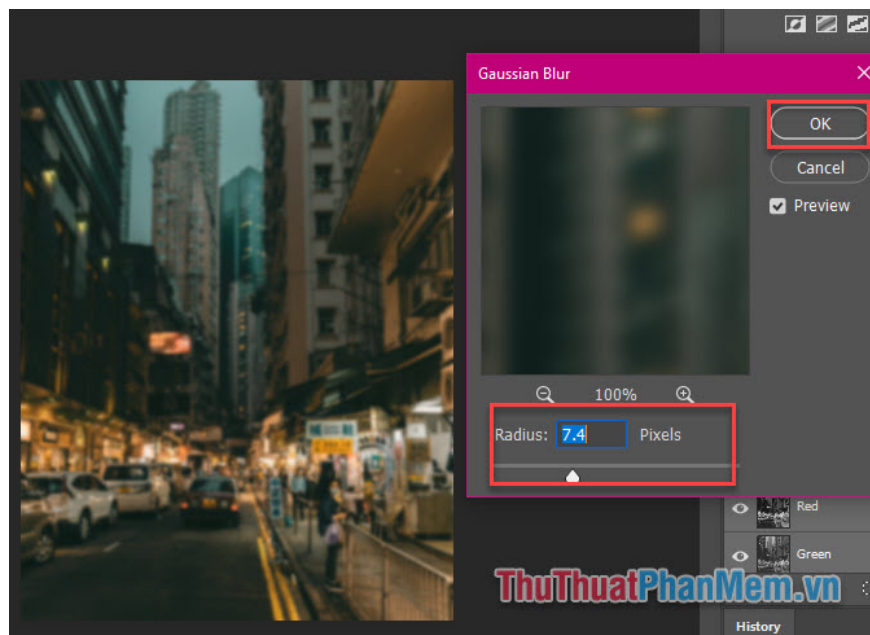 Gaussian Blur
OK
Cancel
Preview
100%
Radius: 7.4 Pixels
Red
Green
ThuThuatPhanMem.vn
History